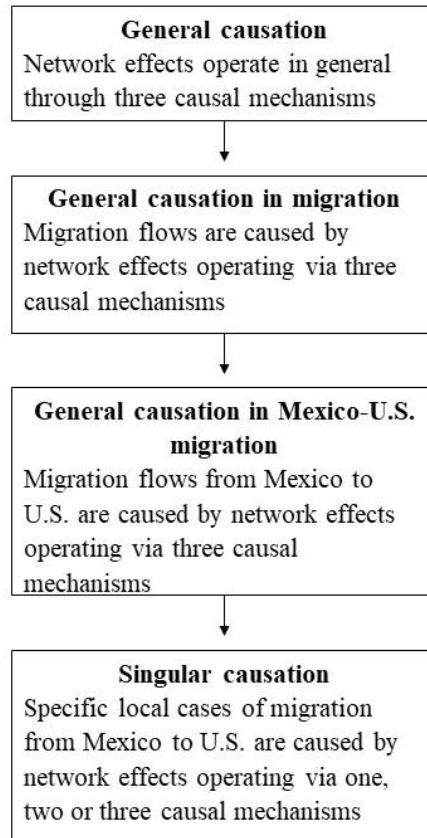 General causation
Network effects operate in general
through three causal mechanisms
General causation in migration
Migration flows are caused by
network effects operating via three
causal mechanisms
General causation in Mexico-U.S.
migration
Migration flows from Mexico to
U.S. are caused by network effects
operating via three causal
mechanisms
Singular causation
Specific local cases of migration
from Mexico to U.S. are caused by
network effects operating via one,
two or three causal mechanisms